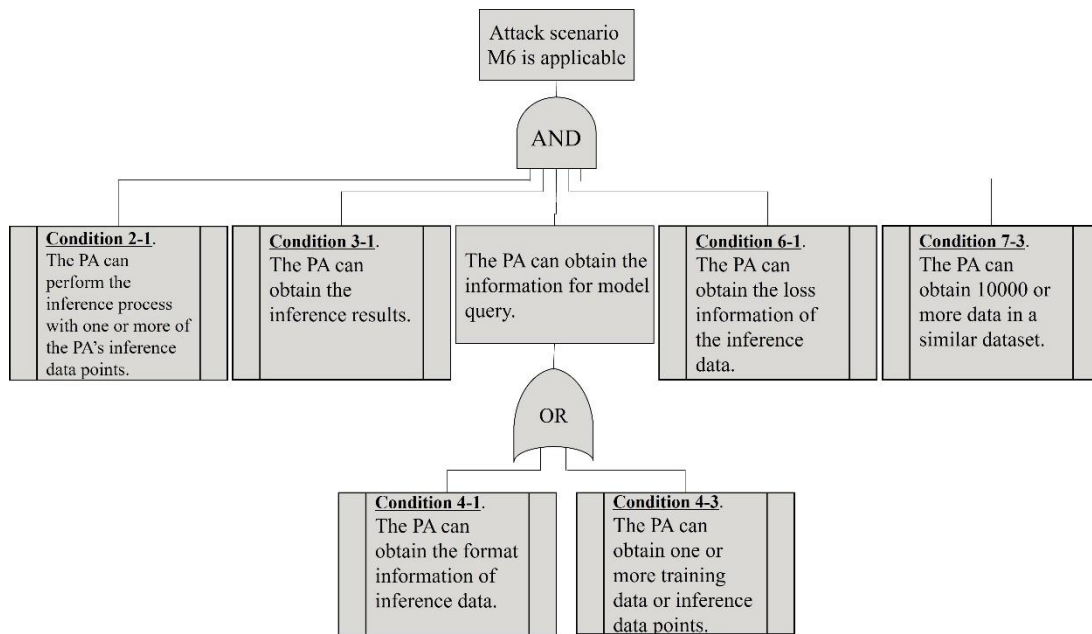 Attack scenario
M6 is applicable
AND
Condition 2-1.
The PA can
perform the
inference process
with one or more of
the PA's inference
data points.
Condition 3-1.
The PA can
obtain the
inference results.
The PA can obtain the
information for model
query.
Condition 6-1.
The PA can
obtain the loss
information of
the inference
data.
Condition 7-3.
The PA can
obtain 10000 or
more data in a
similar dataset.
OR
Condition 4-1.
The PA can
obtain the format
information of
inference data.
Condition 4-3.
The PA can
obtain one or
more training
data or inference
data points.